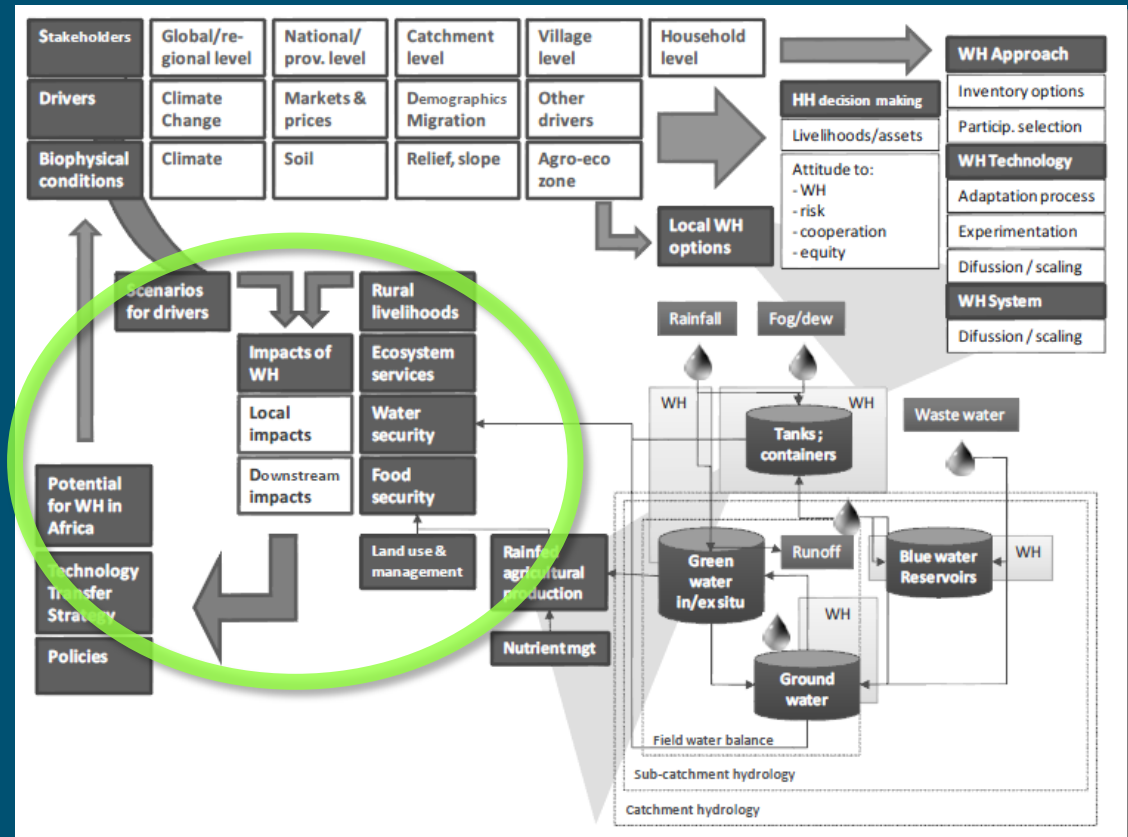 Stakeholders
Global/re-
gional level
National/
prov. level
Catchment
level
Village
level
Household
level
Drivers
Climate
Change
Markets &
prices
Demographics
Migration
Other
drivers
Biophysical
conditions
Climate
Soil
Relief, slope
Agro-eco
zone
WH Approach
Inventory options
Particip. selection
WH Technology
Adaptation process
Experimentation
Difussion / scaling
WH System
Difussion / scaling
HH decision making
Livelihoods/assets
Attitude to:
- WH
- risk
- cooperation
- equity
Local WH
options
Scenarios
for drivers
Impacts of
WH
Local
impacts
Downstream
impacts
Rural
livelihoods
Ecosystem
services
Water
security
Food
security
Land use &
management
Potential
for WH in
Africa
Technology
Transfer
Strategy
Policies
Rainfed
agricultural
production
Nutrient mgt
Rainfall
Fog/dew
WH
WH
Tanks ;
containers
Waste water
Green
water
in/ex situ
Runoff
Blue water
Reservoirs
WH
WH
Ground
water
Field water balance
Sub-catchment hydrology
Catchment hydrology